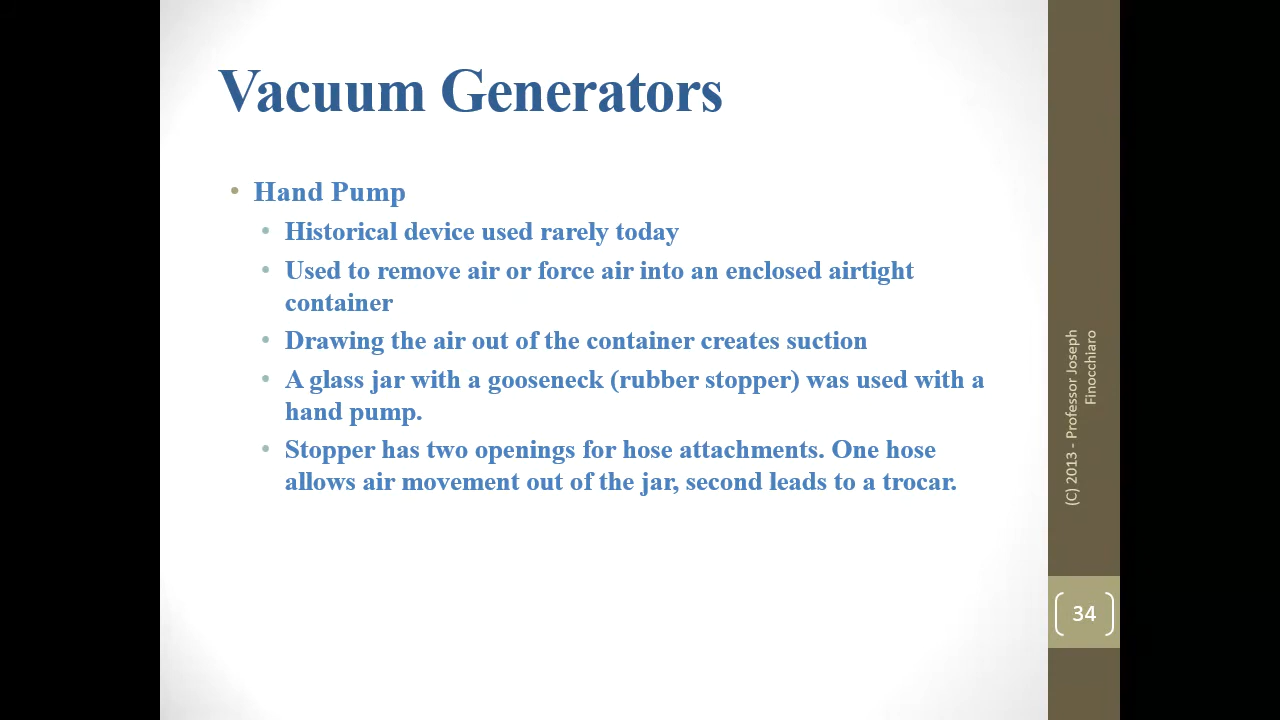 Vacuum Generators
• Hand Pump
• Historical device used rarely today
• Used to remove air or force air into an enclosed airtight
container
• Drawing the air out of the container creates suction
• A glass jar with a gooseneck (rubber stopper) was used with a
hand pump.
• Stopper has two openings for hose attachments. One hose
allows air movement out of the jar, second leads to a trocar.
(C) 2013 - Professor Joseph
Finocchiaro
34